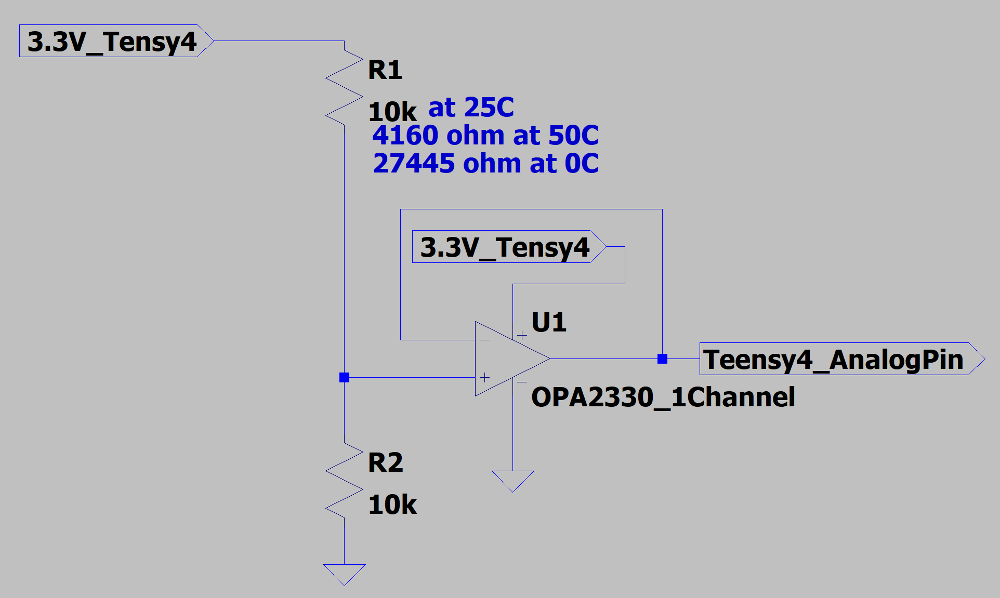 3.3V_Tensy4
R1
10k at 25C
4160 ohm at 50C
27445 ohm at 0C
3.3V_Tensy4
U1
Teensy4_AnalogPin
OPA2330_1Channel
R2
10k